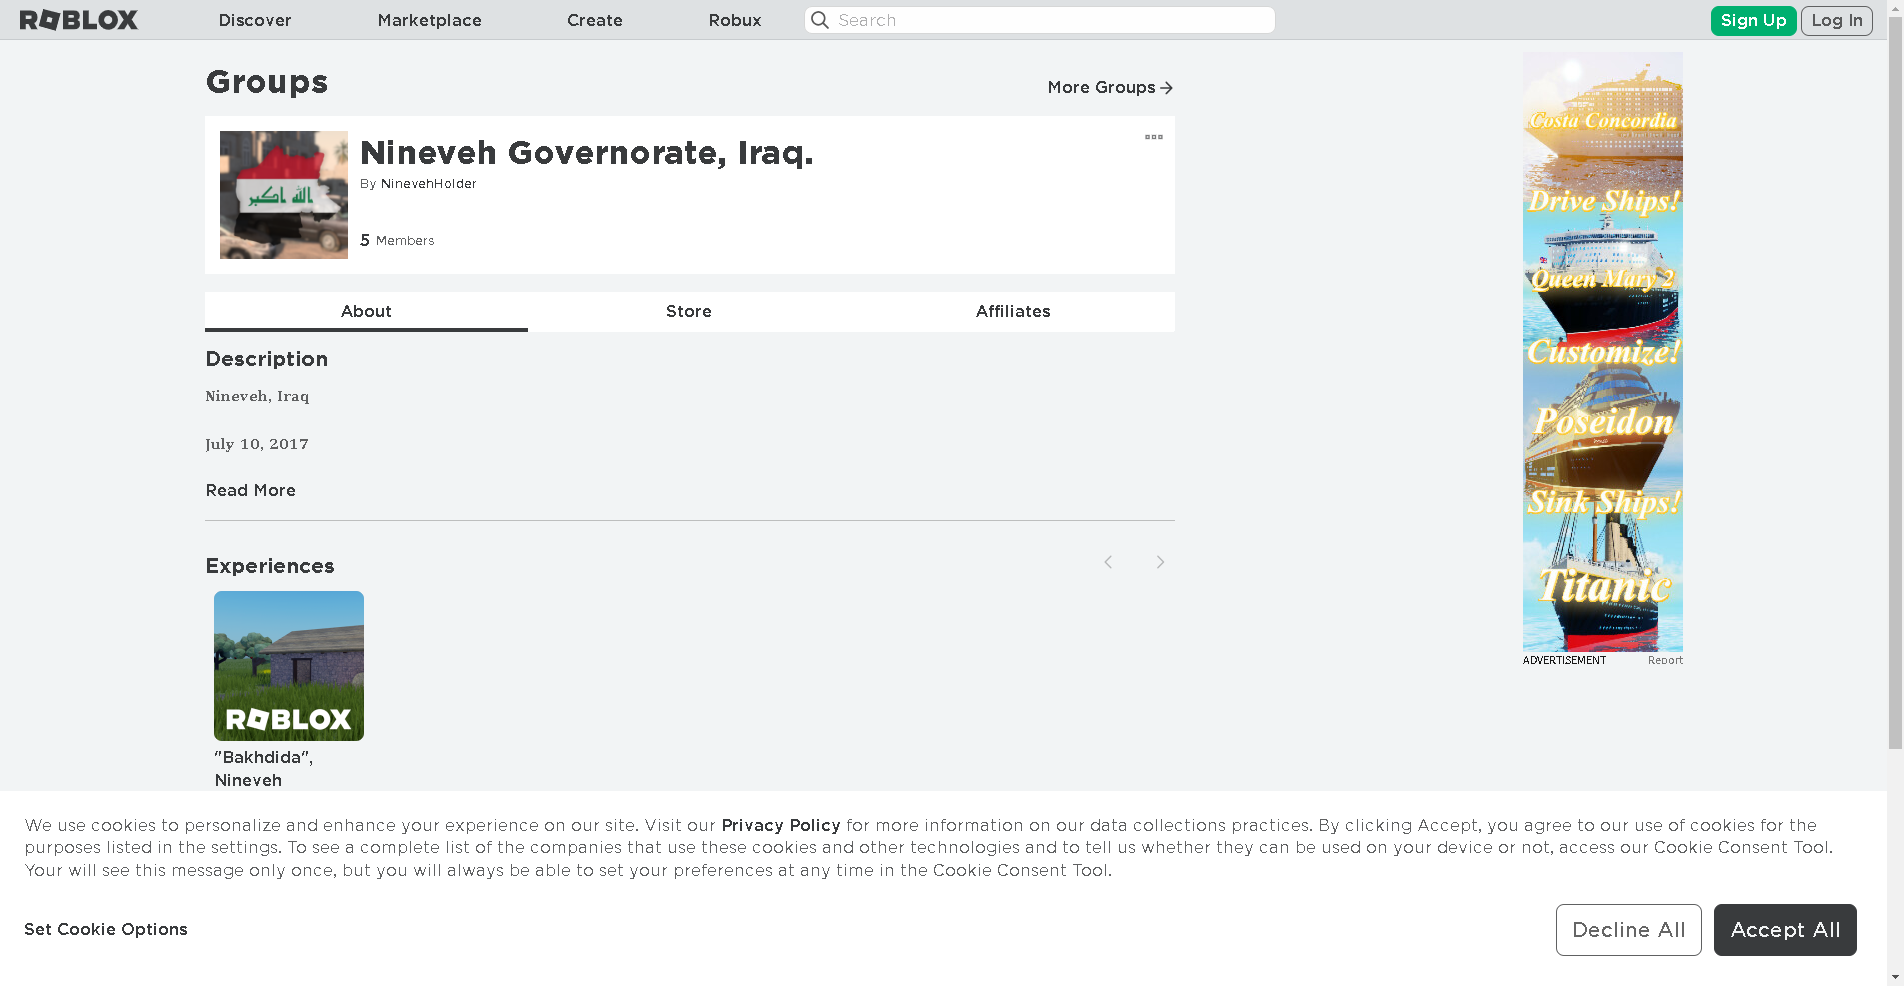 ROBLOX
Discover
Marketplace
Create
Robux
Search
Sign Up
Log In
Groups
More Groups
Nineveh Governorate, Iraq.
By NinevehHolder
5 Members
الله اكبر
About
Store
Affiliates
Description
Nineveh, Iraq
July 10, 2017
Read More
Experiences
ROBLOX
"Bakhdida",
Nineveh
Costa Concordia
Drive Ships!
Queen Mary 2
Customize!
Poseidon
Sink Ships!
Titanic
ADVERTISEMENT
Report
We use cookies to personalize and enhance your experience on our site. Visit our Privacy Policy for more information on our data collections practices. By clicking Accept, you agree to our use of cookies for the
purposes listed in the settings. To see a complete list of the companies that use these cookies and other technologies and to tell us whether they can be used on your device or not, access our Cookie Consent Tool.
Your will see this message only once, but you will always be able to set your preferences at any time in the Cookie Consent Tool.
Set Cookie Options
Decline All
Accept All